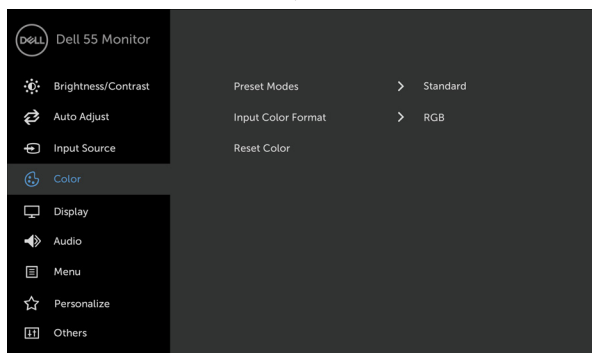 DELL Dell 55 Monitor
Brightness/Contrast
Auto Adjust
Input Source
Color
Display
Audio
Menu
Personalize
Others
Preset Modes > Standard
Input Color Format > RGB
Reset Color